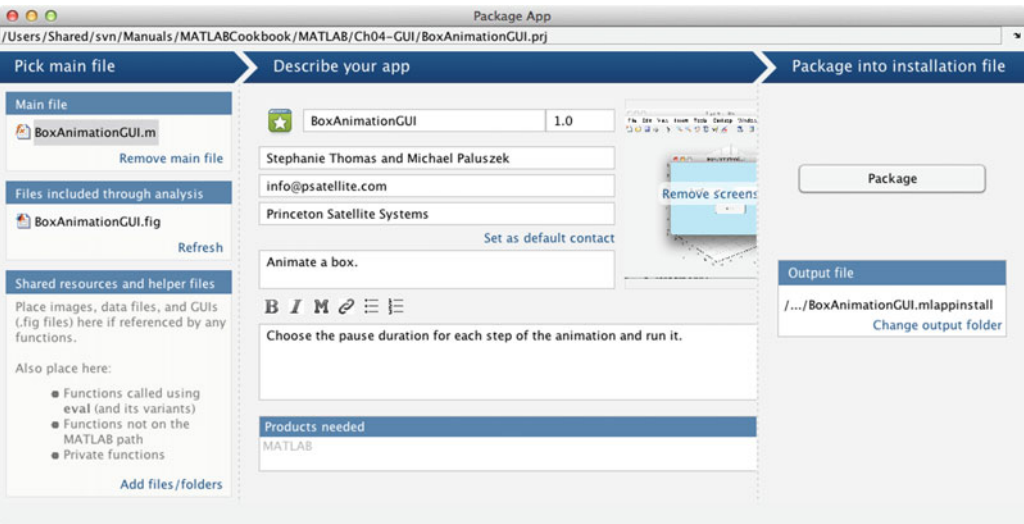 Package App
/Users/Shared/svn/Manuals/MATLABCookbook/MATLAB/Ch04-GUI/BoxAnimationGUI.prj
Pick main file
Describe your app
Package into installation file
Main file
BoxAnimationGUI.m
Remove main file
Files included through analysis
BoxAnimationGUI.fig
Refresh
Shared resources and helper files
Place images, data files, and GUIs
(.fig files) here if referenced by any
functions.
Also place here:
Functions called using
eval (and its variants)
Functions not on the
MATLAB path
Private functions
Add files/folders
BoxAnimationGUI
1.0
Stephanie Thomas and Michael Paluszek
info@psatellite.com
Princeton Satellite Systems
Set as default contact
Animate a box.
B I M
Choose the pause duration for each step of the animation and run it.
Products needed
MATLAB
Remove screens
Package
Output file
/.../BoxAnimationGUI.mlappinstall
Change output folder